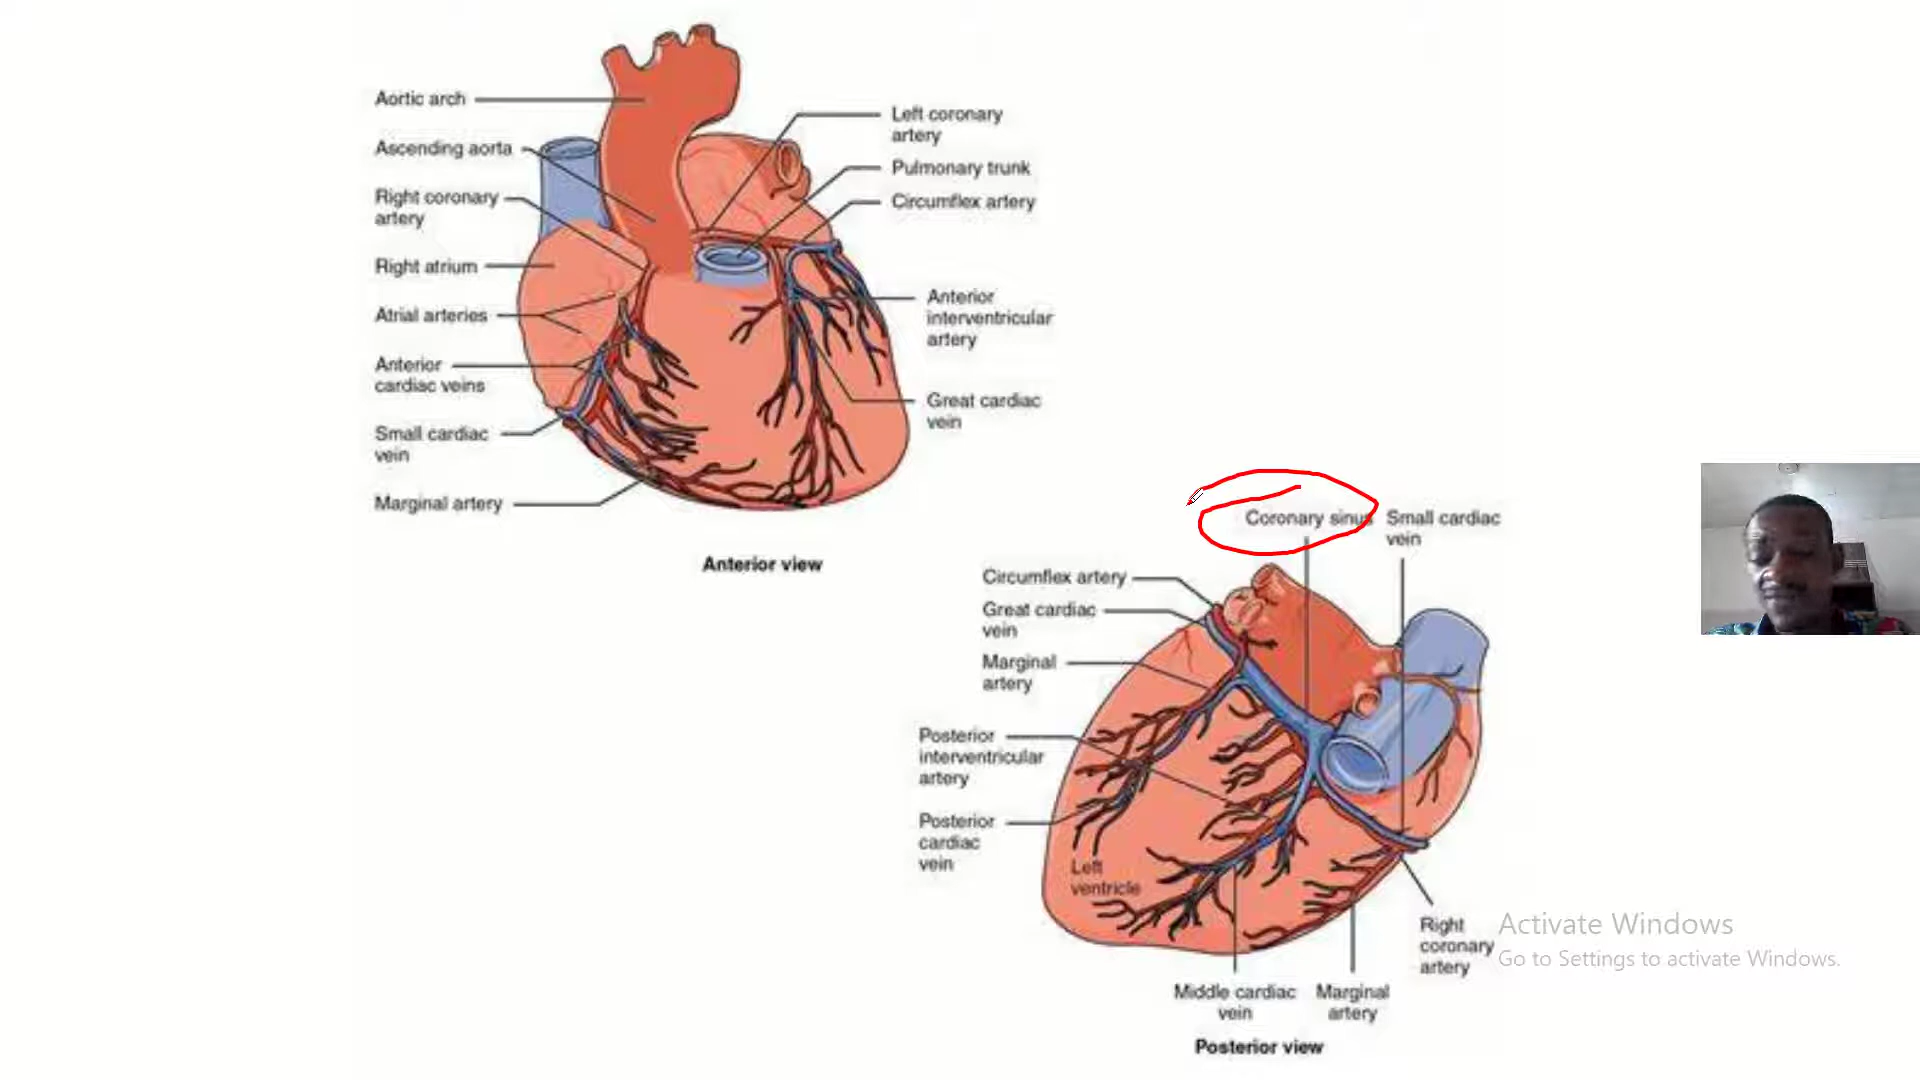 Aortic arch
Ascending aorta
Right coronary
artery
Right atrium
Atrial arteries
Anterior
cardiac veins
Small cardiac
vein
Marginal artery
Left coronary
artery
Pulmonary trunk
Circumflex artery
Anterior
interventricular
artery
Great cardiac
vein
Anterior view
Coronary sinus
Small cardiac
vein
Circumflex artery
Great cardiac
vein
Marginal
artery
Posterior
interventricular
artery
Posterior
cardiac
vein
Left
ventricle
Right
coronary
artery
Middle cardiac
vein
Marginal
artery
Posterior view
Activate Windows
Go to Settings to activate Windows.